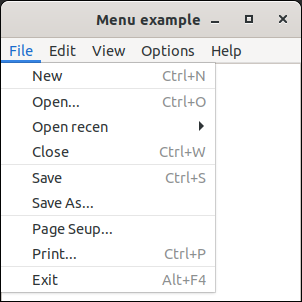 Menu example
File Edit View Options Help
New Ctrl+N
Open... Ctrl+O
Open recen
Close Ctrl+W
Save Ctrl+S
Save As...
Page Seup...
Print... Ctrl+P
Exit Alt+F4